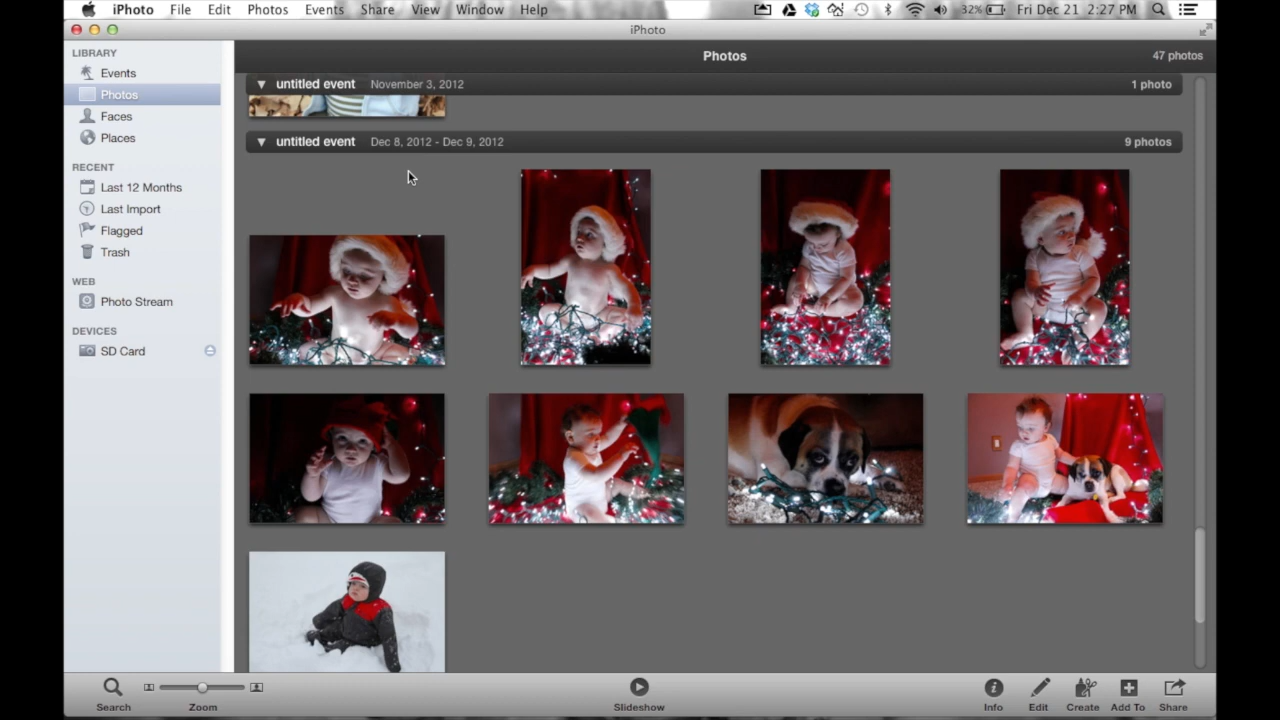 iPhoto File Edit Photos Events Share View Window Help 32% Fri Dec 21 2:27 PM
iPhoto
LIBRARY
Events
Photos
Faces
Places
RECENT
Last 12 Months
Last Import
Flagged
Trash
WEB
Photo Stream
DEVICES
SD Card
Photos 47 photos
untitled event November 3, 2012 1 photo
untitled event Dec 8, 2012 - Dec 9, 2012 9 photos
Search Zoom Slideshow Info Edit Create Add To Share